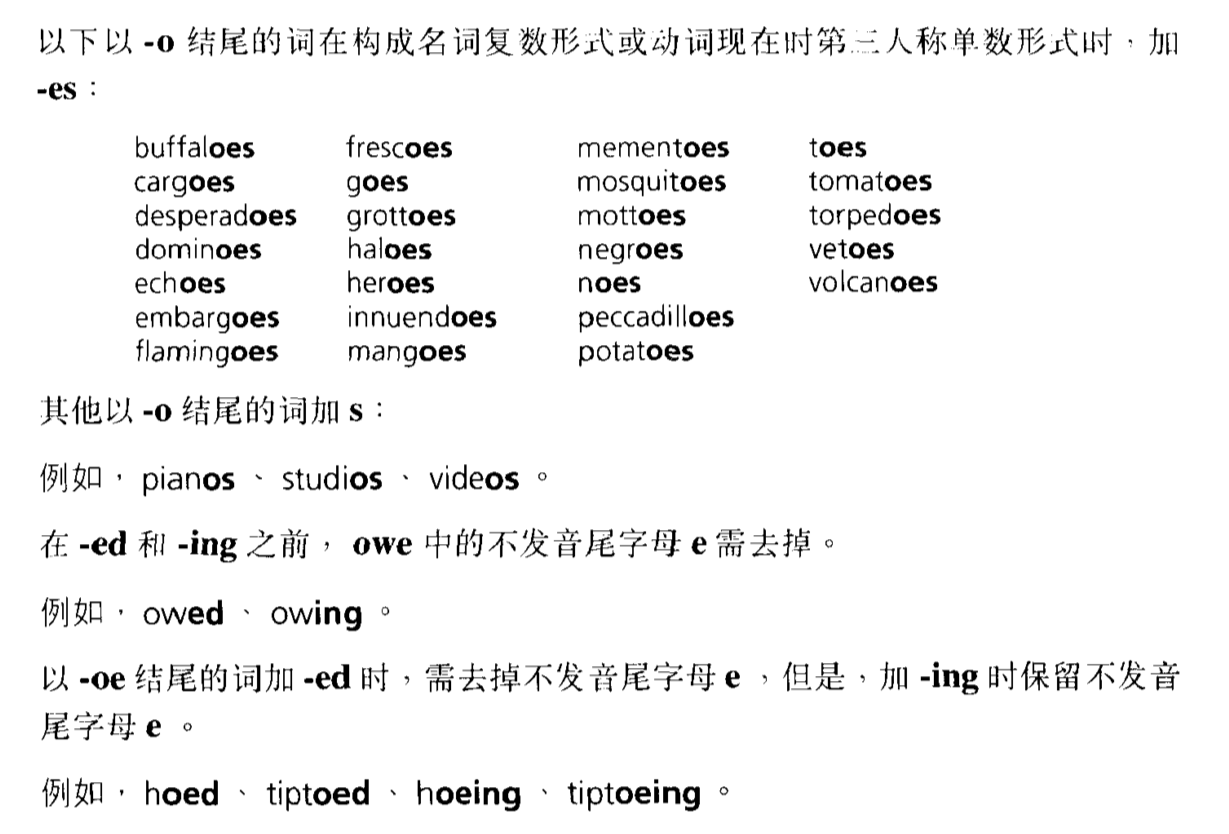 以下以 -o 结尾的词在构成名词复数形式或动词现在时第三人称单数形式时，加
-es：
buffaloes frescoes mementoes toes
cargoes goes mosquitoes tomatoes
desperadoes grottoes mottoes torpedoes
dominoes haloes negroes vetoes
echoes heroes noes volcanoes
embargoes innuendoes peccadilloes
flamingoes mangoes potatoes
其他以 -o 结尾的词加 s：
例如，pianos、studios、videos。
在 -ed 和 -ing 之前，owe 中的不发音尾字母 e 需去掉。
例如，owed、owing。
以 -oe 结尾的词加 -ed 时，需去掉不发音尾字母 e，但是，加 -ing 时保留不发音
尾字母 e。
例如，hoed、tiptoed、hoeing、tiptoeing。